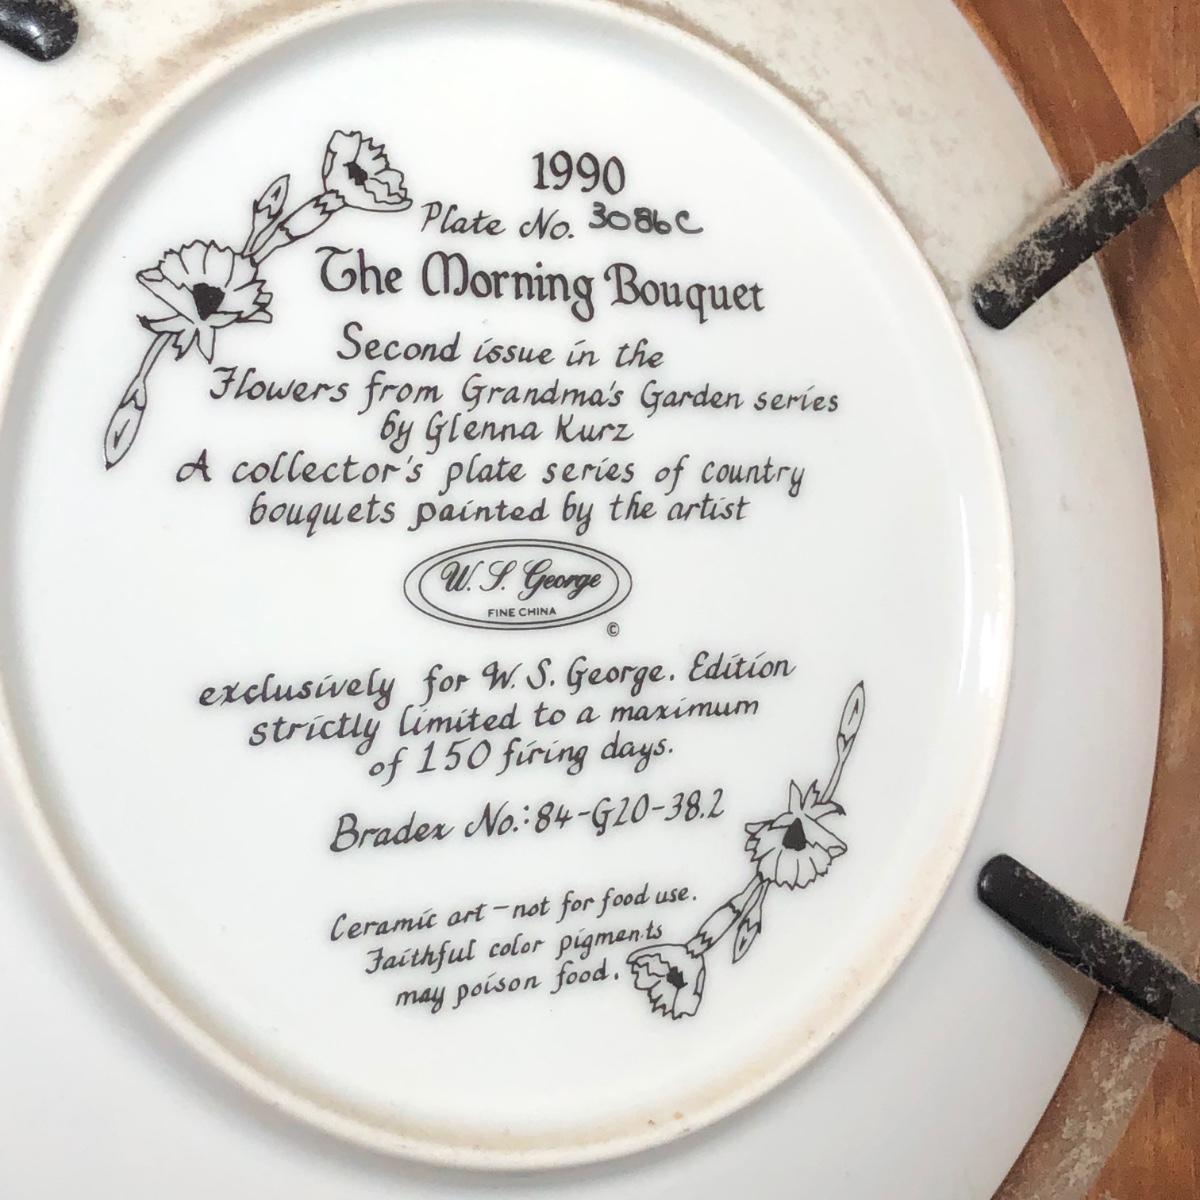 1990
Plate No. 3086C
The Morning Bouquet
Second issue in the
Flowers from Grandma's Garden series
by Glenna Kurz
A collector's plate series of country
bouquets painted by the artist
W. S. George
FINE CHINA
©
exclusively for W. S. George. Edition
strictly limited to a maximum
of 150 firing days.
Bradex No.: 84-G20-38.2
Ceramic art - not for food use.
Faithful color pigments
may poison food.